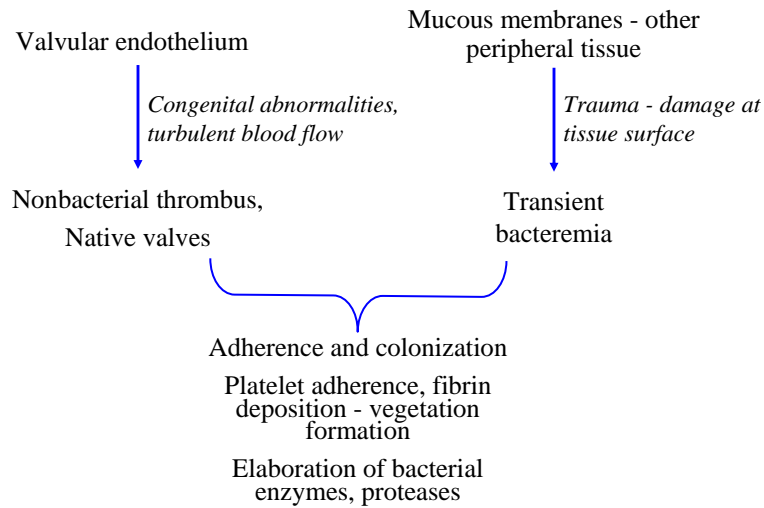 Valvular endothelium
Mucous membranes - other
peripheral tissue
Congenital abnormalities,
turbulent blood flow
Trauma - damage at
tissue surface
Nonbacterial thrombus,
Native valves
Transient
bacteremia
Adherence and colonization
Platelet adherence, fibrin
deposition - vegetation
formation
Elaboration of bacterial
enzymes, proteases